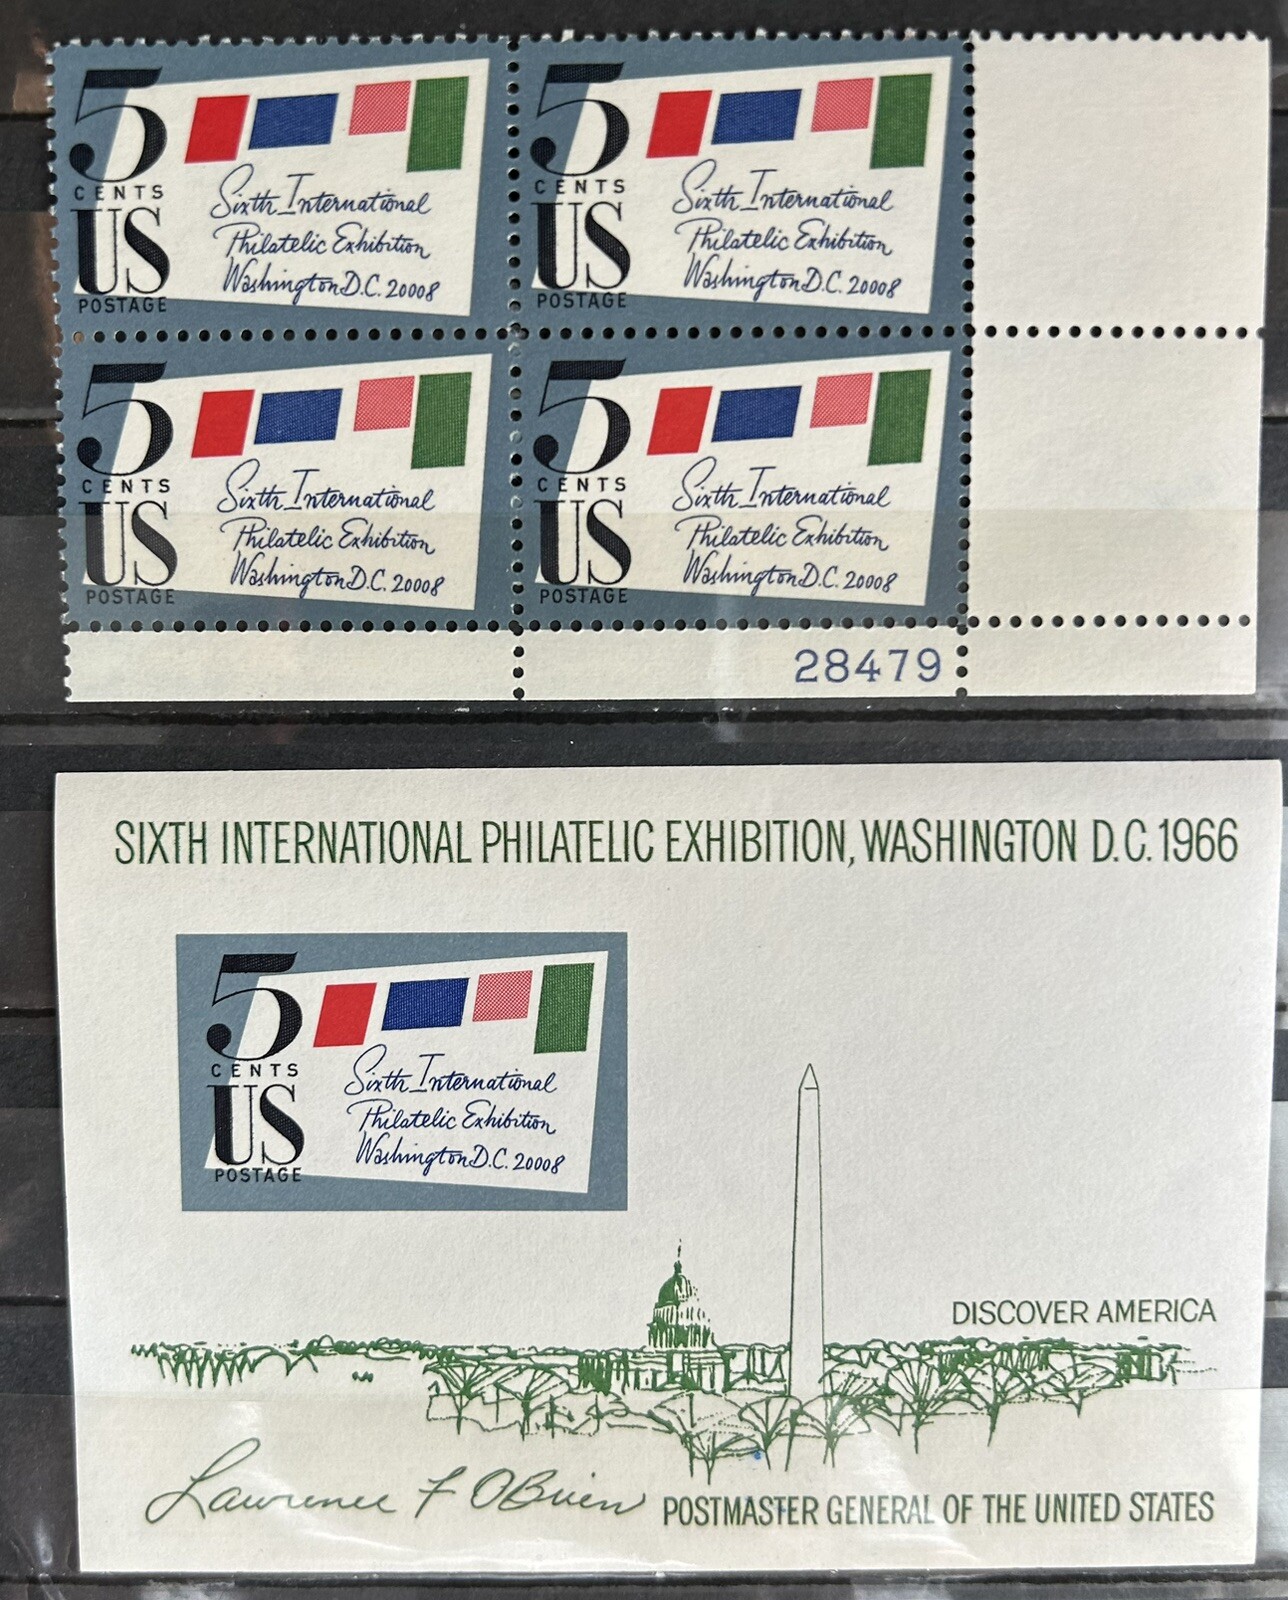 5
CENTS
US
POSTAGE
Sixth International
Philatelic Exhibition
Washington D.C. 20008
5
CENTS
US
POSTAGE
Sixth International
Philatelic Exhibition
Washington D.C. 20008
5
CENTS
US
POSTAGE
Sixth International
Philatelic Exhibition
Washington D.C. 20008
5
CENTS
US
POSTAGE
Sixth International
Philatelic Exhibition
Washington D.C. 20008
28479
SIXTH INTERNATIONAL PHILATELIC EXHIBITION, WASHINGTON D.C. 1966
5
CENTS
US
POSTAGE
Sixth International
Philatelic Exhibition
Washington D.C. 20008
DISCOVER AMERICA
Lawrence F O'Brien POSTMASTER GENERAL OF THE UNITED STATES